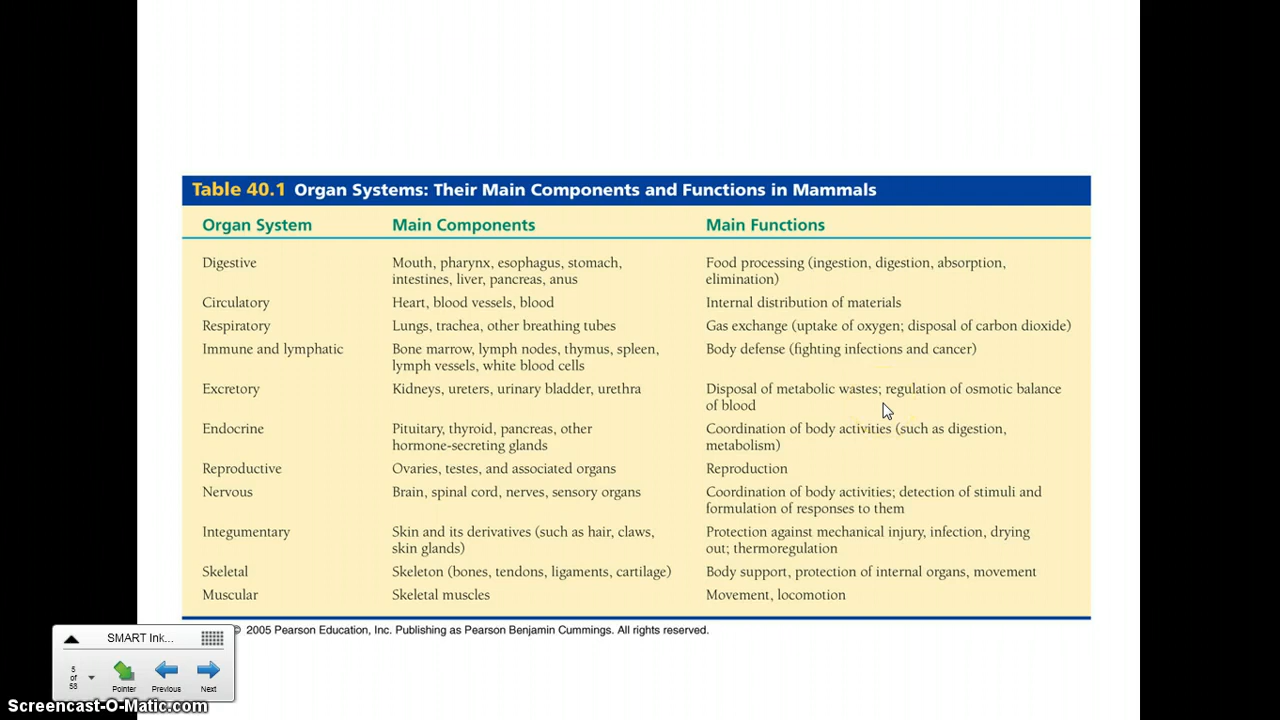 Table 40.1 Organ Systems: Their Main Components and Functions in Mammals
Organ System Main Components Main Functions
Digestive Mouth, pharynx, esophagus, stomach, Food processing (ingestion, digestion, absorption,
intestines, liver, pancreas, anus elimination)
Circulatory Heart, blood vessels, blood Internal distribution of materials
Respiratory Lungs, trachea, other breathing tubes Gas exchange (uptake of oxygen; disposal of carbon dioxide)
Immune and lymphatic Bone marrow, lymph nodes, thymus, spleen, Body defense (fighting infections and cancer)
lymph vessels, white blood cells
Excretory Kidneys, ureters, urinary bladder, urethra Disposal of metabolic wastes; regulation of osmotic balance
of blood
Endocrine Pituitary, thyroid, pancreas, other Coordination of body activities (such as digestion,
hormone-secreting glands metabolism)
Reproductive Ovaries, testes, and associated organs Reproduction
Nervous Brain, spinal cord, nerves, sensory organs Coordination of body activities; detection of stimuli and
formulation of responses to them
Integumentary Skin and its derivatives (such as hair, claws, Protection against mechanical injury, infection, drying
skin glands) out; thermoregulation
Skeletal Skeleton (bones, tendons, ligaments, cartilage) Body support, protection of internal organs, movement
Muscular Skeletal muscles Movement, locomotion
© 2005 Pearson Education, Inc. Publishing as Pearson Benjamin Cummings. All rights reserved.
SMART Ink...
5
of
58
Pointer Previous Next
Screencast-O-Matic.com